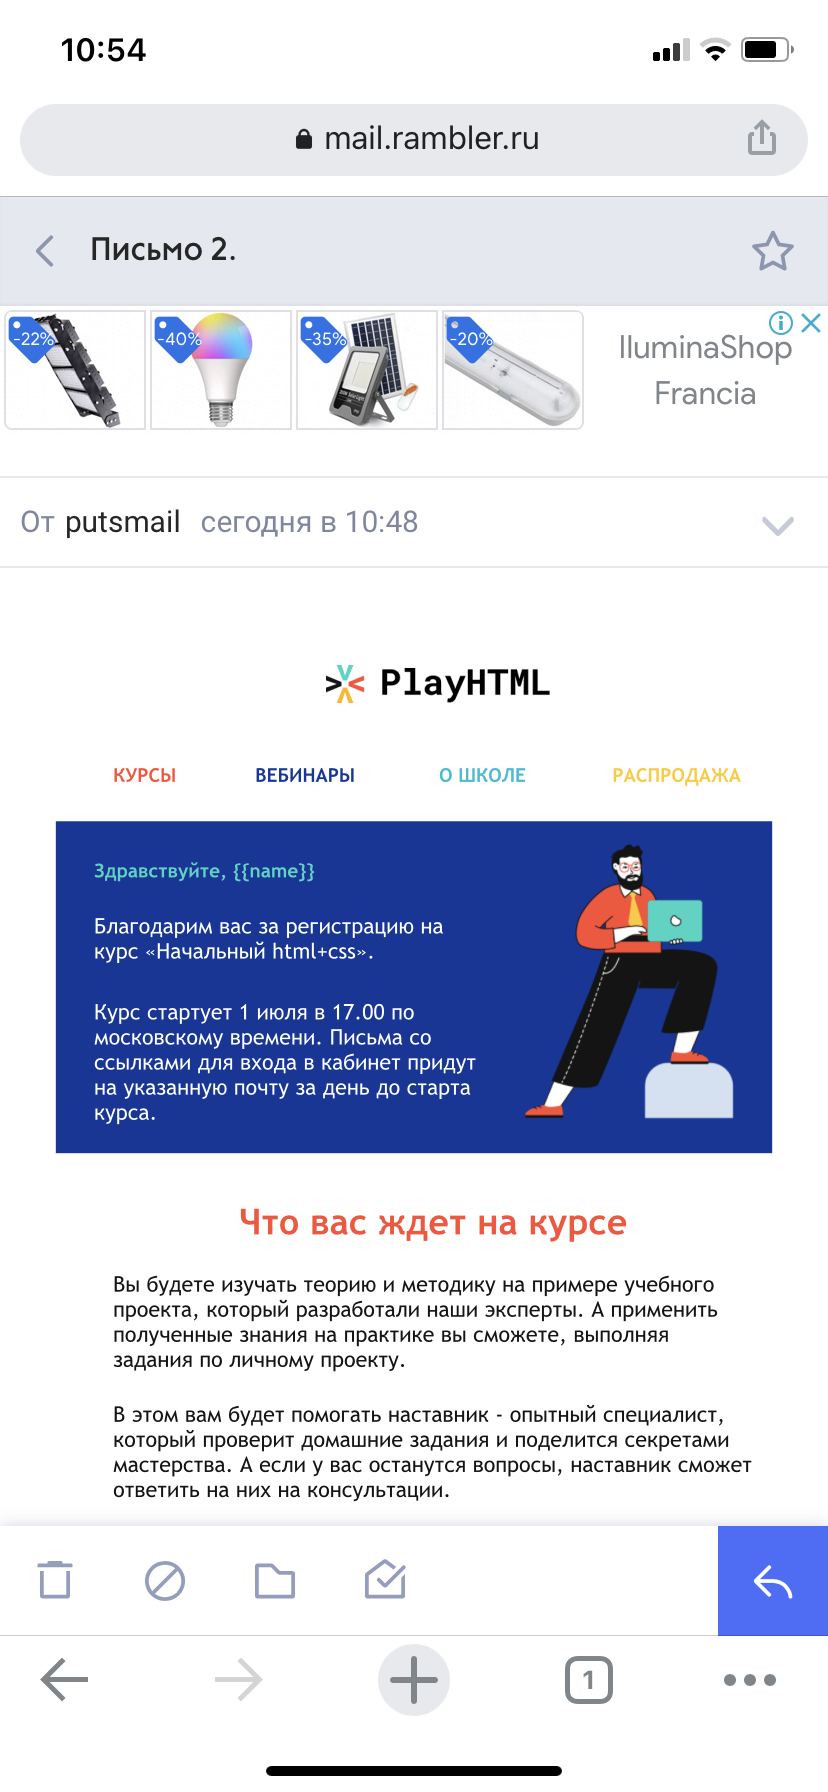 10:54
mail.rambler.ru
Письмо 2.
-22%
-40%
-35%
-20%
IluminaShop
Francia
От putsmail сегодня в 10:48
PlayHTML
КУРСЫ ВЕБИНАРЫ О ШКОЛЕ РАСПРОДАЖА
Здравствуйте, {{name}}
Благодарим вас за регистрацию на
курс «Начальный html+css».
Курс стартует 1 июля в 17.00 по
московскому времени. Письма со
ссылками для входа в кабинет придут
на указанную почту за день до старта
курса.
Что вас ждет на курсе
Вы будете изучать теорию и методику на примере учебного
проекта, который разработали наши эксперты. А применить
полученные знания на практике вы сможете, выполняя
задания по личному проекту.
В этом вам будет помогать наставник - опытный специалист,
который проверит домашние задания и поделится секретами
мастерства. А если у вас останутся вопросы, наставник сможет
ответить на них на консультации.
1